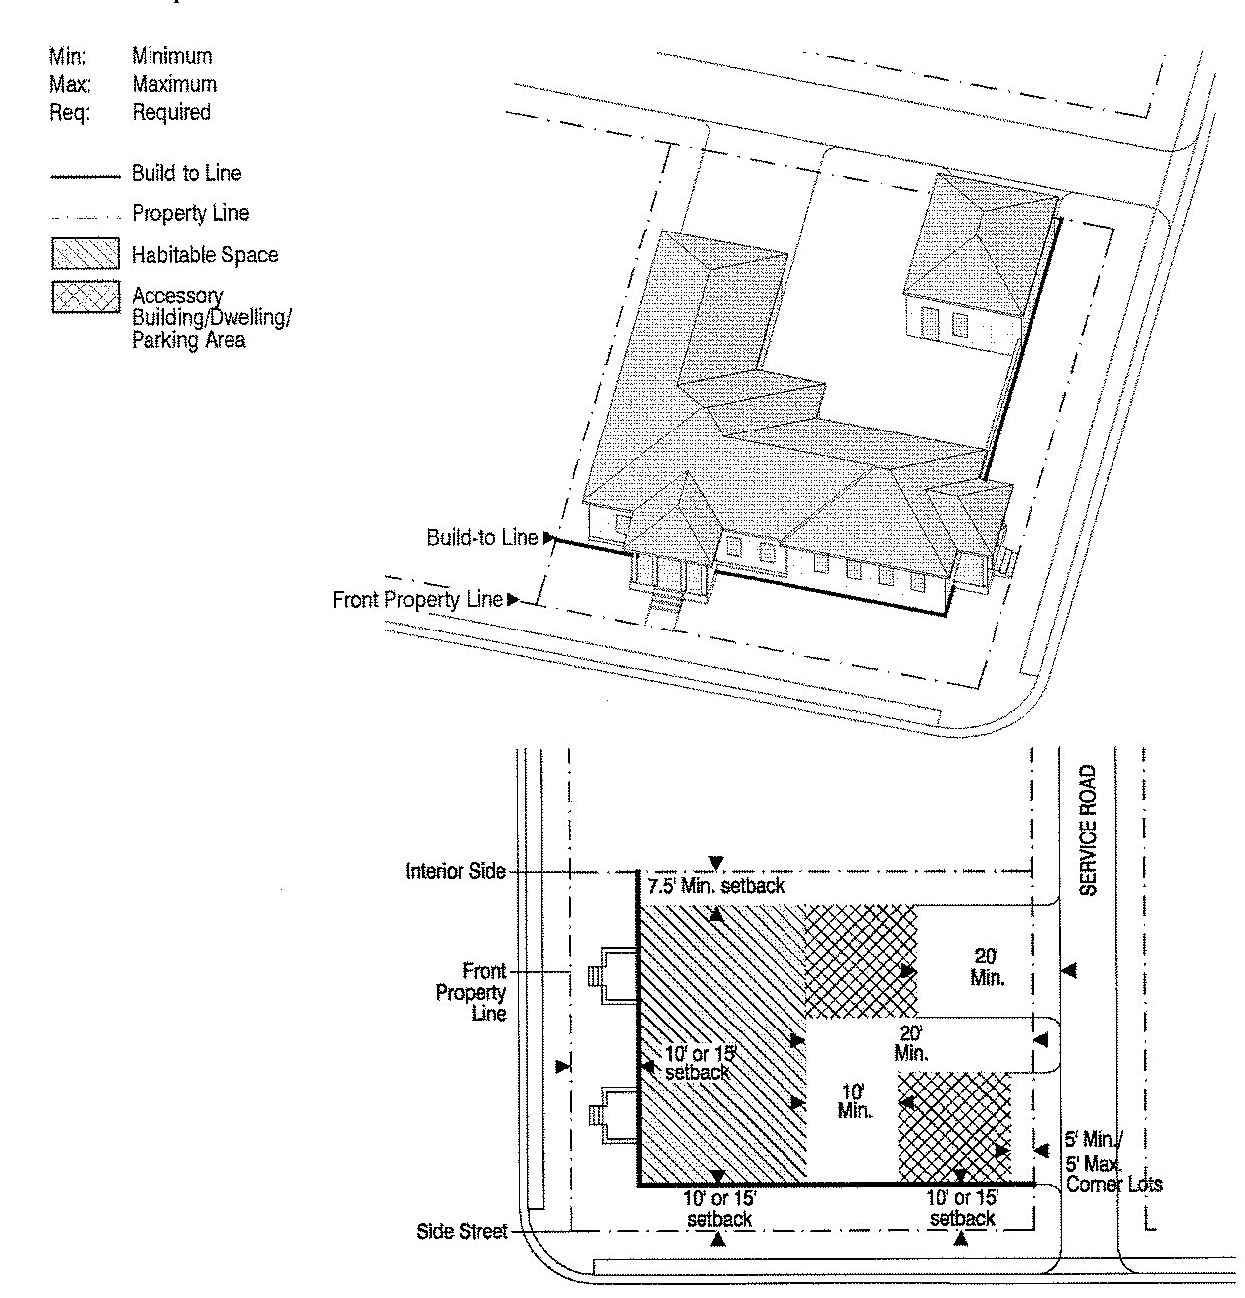 Min: Minimum
Max: Maximum
Req: Required
Build to Line
Property Line
Habitable Space
Accessory
Building/Dwelling/
Parking Area
Build-to Line
Front Property Line
SERVICE ROAD
Interior Side
7.5' Min. setback
Front
Property
Line
20'
Min.
20'
Min.
10' or 15'
setback
10'
Min.
5' Min./
5' Max.
Corner Lots
10' or 15'
setback
10' or 15'
setback
Side Street